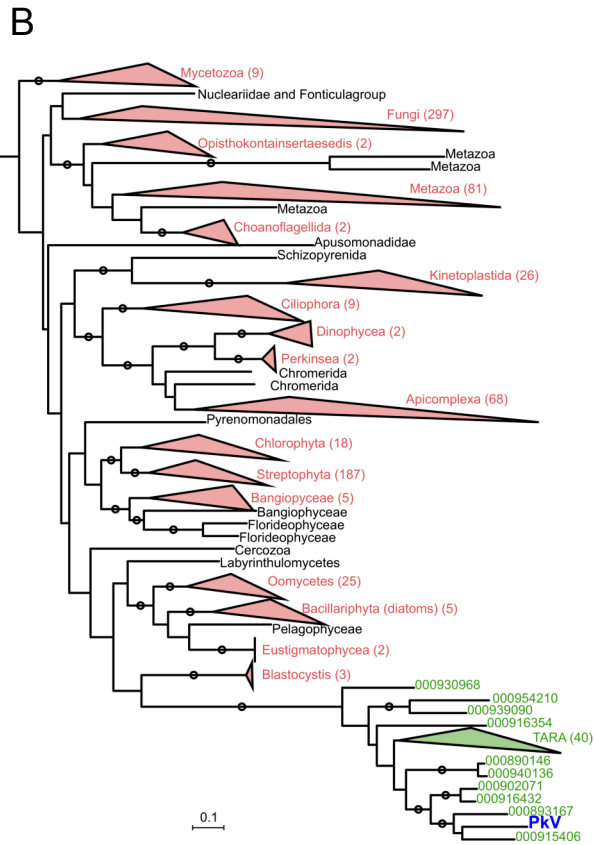 B
Mycetozoa (9)
Nucleariidae and Fonticulagroup
Fungi (297)
Opisthokontainsertaesedis (2)
Metazoa
Metazoa
Metazoa (81)
Metazoa
Choanoflagellida (2)
Apusomonadidae
Schizopyrenida
Kinetoplastida (26)
Ciliophora (9)
Dinophycea (2)
Perkinsea (2)
Chromerida
Chromerida
Apicomplexa (68)
Pyrenomonadales
Chlorophyta (18)
Streptophyta (187)
Bangiopyceae (5)
Bangiophyceae
Florideophyceae
Florideophyceae
Cercozoa
Labyrinthulomycetes
Oomycetes (25)
Bacillariphyta (diatoms) (5)
Pelagophyceae
Eustigmatophycea (2)
Blastocystis (3)
000930968
000954210
000939090
000916354
TARA (40)
000890146
000940136
000902071
000916432
000893167
PkV
000915406
0.1